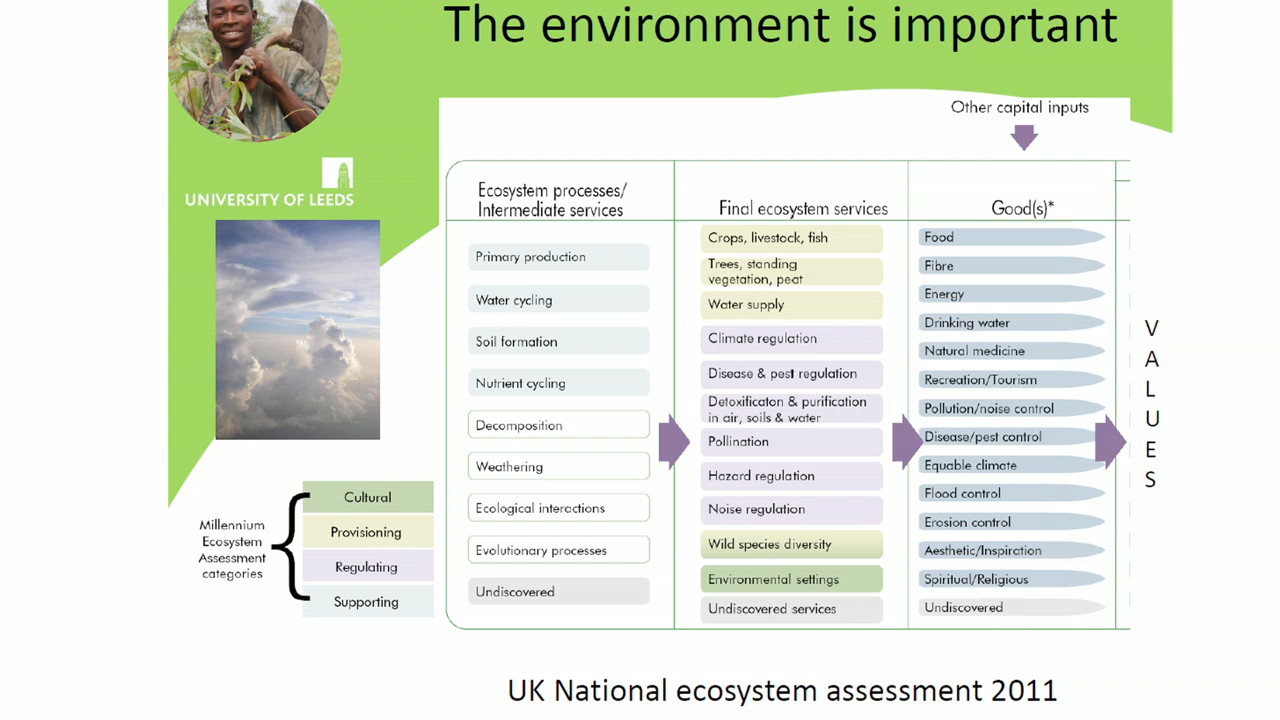 The environment is important
Other capital inputs
UNIVERSITY OF LEEDS
Ecosystem processes/
Intermediate services
Final ecosystem services
Good(s)*
Primary production
Water cycling
Soil formation
Nutrient cycling
Decomposition
Weathering
Ecological interactions
Evolutionary processes
Undiscovered
Crops, livestock, fish
Trees, standing
vegetation, peat
Water supply
Climate regulation
Disease & pest regulation
Detoxificaton & purification
in air, soils & water
Pollination
Hazard regulation
Noise regulation
Wild species diversity
Environmental settings
Undiscovered services
Food
Fibre
Energy
Drinking water
Natural medicine
Recreation/Tourism
Pollution/noise control
Disease/pest control
Equable climate
Flood control
Erosion control
Aesthetic/Inspiration
Spiritual/Religious
Undiscovered
V
A
L
U
E
S
Millennium
Ecosystem
Assessment
categories
Cultural
Provisioning
Regulating
Supporting
UK National ecosystem assessment 2011